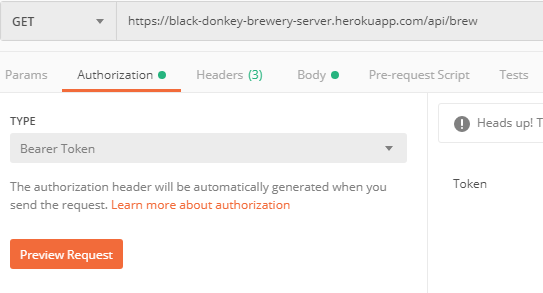 GET https://black-donkey-brewery-server.herokuapp.com/api/brew
Params Authorization Headers (3) Body Pre-request Script Tests
TYPE
Bearer Token
The authorization header will be automatically generated when you
send the request. Learn more about authorization
Preview Request
Heads up! T
Token